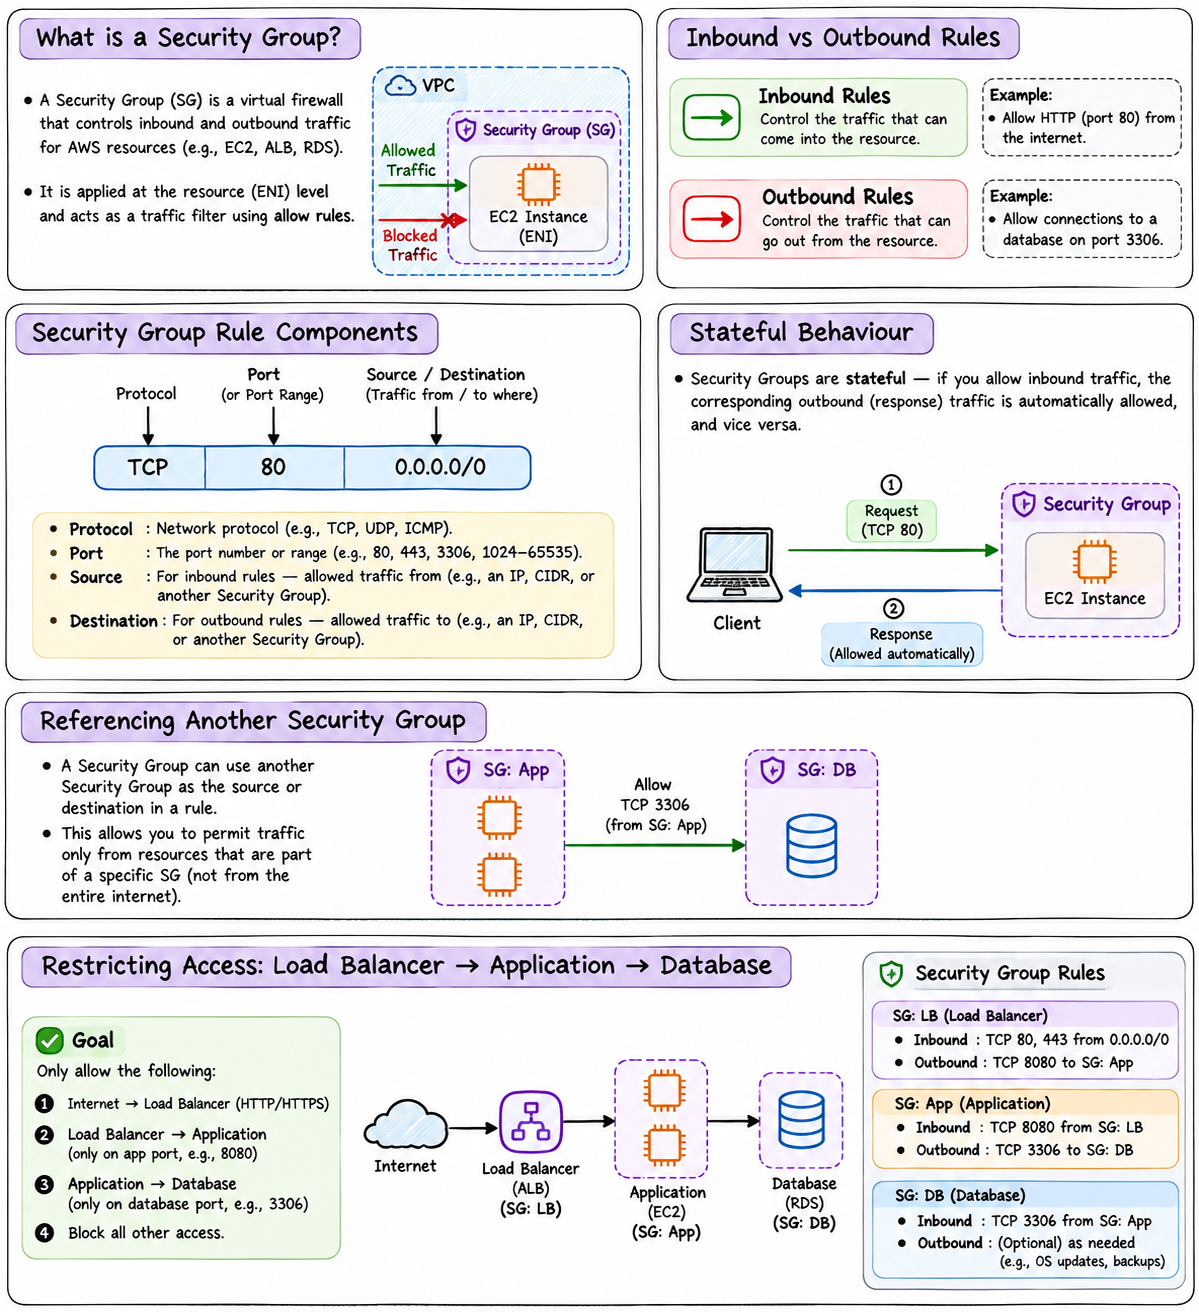 What is a Security Group?
• A Security Group (SG) is a virtual firewall
that controls inbound and outbound traffic
for AWS resources (e.g., EC2, ALB, RDS).
• It is applied at the resource (ENI) level
and acts as a traffic filter using allow rules.
VPC
Security Group (SG)
Allowed
Traffic
EC2 Instance
(ENI)
Blocked
Traffic
Inbound vs Outbound Rules
Inbound Rules
Control the traffic that can
come into the resource.
Example:
• Allow HTTP (port 80) from
the internet.
Outbound Rules
Control the traffic that can
go out from the resource.
Example:
• Allow connections to a
database on port 3306.
Security Group Rule Components
Protocol
Port
(or Port Range)
Source / Destination
(Traffic from / to where)
TCP
80
0.0.0.0/0
• Protocol : Network protocol (e.g., TCP, UDP, ICMP).
• Port : The port number or range (e.g., 80, 443, 3306, 1024–65535).
• Source : For inbound rules — allowed traffic from (e.g., an IP, CIDR, or
another Security Group).
• Destination : For outbound rules — allowed traffic to (e.g., an IP, CIDR,
or another Security Group).
Stateful Behaviour
• Security Groups are stateful — if you allow inbound traffic, the
corresponding outbound (response) traffic is automatically allowed,
and vice versa.
1
Request
(TCP 80)
Security Group
EC2 Instance
Client
2
Response
(Allowed automatically)
Referencing Another Security Group
• A Security Group can use another
Security Group as the source or
destination in a rule.
• This allows you to permit traffic
only from resources that are part
of a specific SG (not from the
entire internet).
SG: App
Allow
TCP 3306
(from SG: App)
SG: DB
Restricting Access: Load Balancer → Application → Database
Goal
Only allow the following:
1 Internet → Load Balancer (HTTP/HTTPS)
2 Load Balancer → Application
(only on app port, e.g., 8080)
3 Application → Database
(only on database port, e.g., 3306)
4 Block all other access.
Internet
Load Balancer
(ALB)
(SG: LB)
Application
(EC2)
(SG: App)
Database
(RDS)
(SG: DB)
Security Group Rules
SG: LB (Load Balancer)
• Inbound : TCP 80, 443 from 0.0.0.0/0
• Outbound : TCP 8080 to SG: App
SG: App (Application)
• Inbound : TCP 8080 from SG: LB
• Outbound : TCP 3306 to SG: DB
SG: DB (Database)
• Inbound : TCP 3306 from SG: App
• Outbound : (Optional) as needed
(e.g., OS updates, backups)